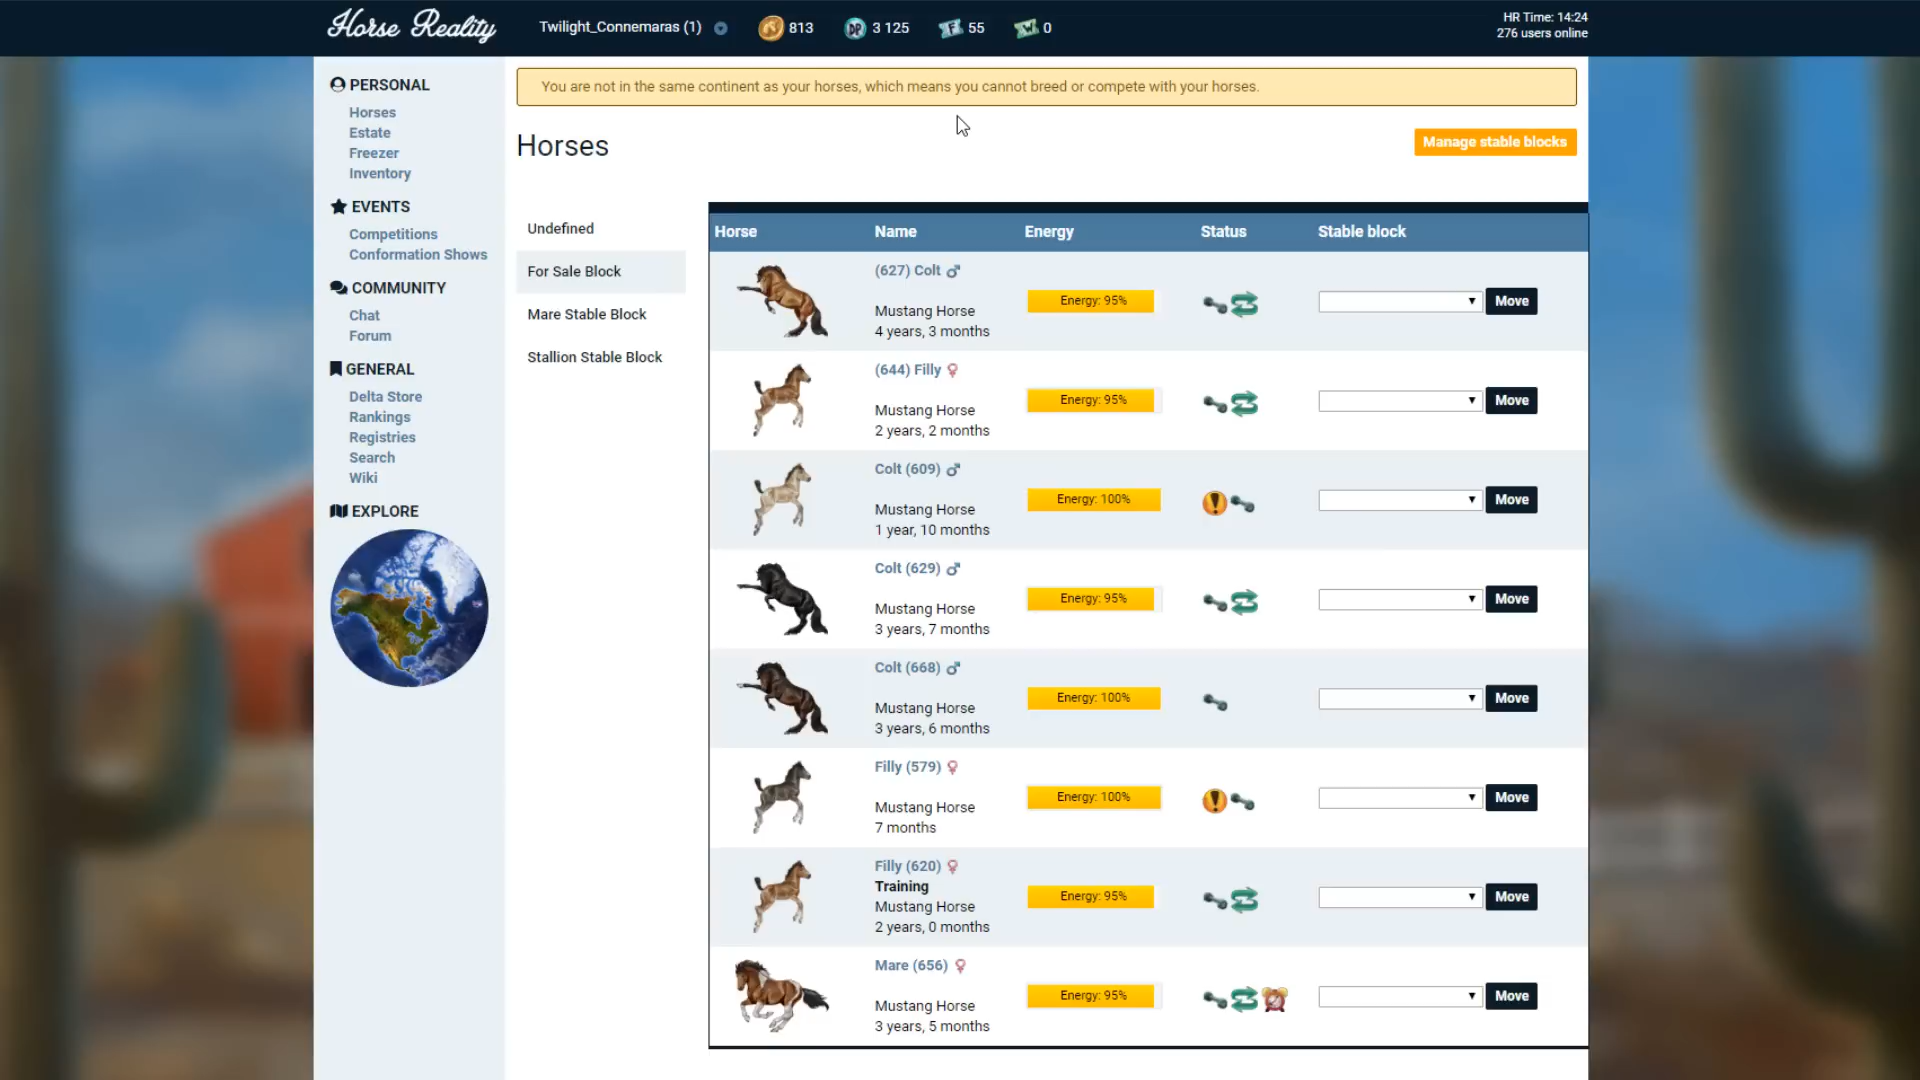 Horse Reality
Twilight_Connemaras (1)
813
3 125
55
0
HR Time: 14:24
276 users online
PERSONAL
Horses
Estate
Freezer
Inventory
EVENTS
Competitions
Conformation Shows
COMMUNITY
Chat
Forum
GENERAL
Delta Store
Rankings
Registries
Search
Wiki
EXPLORE
You are not in the same continent as your horses, which means you cannot breed or compete with your horses.
Horses
Manage stable blocks
Undefined
For Sale Block
Mare Stable Block
Stallion Stable Block
Horse Name Energy Status Stable block
(627) Colt
Mustang Horse
4 years, 3 months
Energy: 95%
Move
(644) Filly
Mustang Horse
2 years, 2 months
Energy: 95%
Move
Colt (609)
Mustang Horse
1 year, 10 months
Energy: 100%
Move
Colt (629)
Mustang Horse
3 years, 7 months
Energy: 95%
Move
Colt (668)
Mustang Horse
3 years, 6 months
Energy: 100%
Move
Filly (579)
Mustang Horse
7 months
Energy: 100%
Move
Filly (620)
Training
Mustang Horse
2 years, 0 months
Energy: 95%
Move
Mare (656)
Mustang Horse
3 years, 5 months
Energy: 95%
Move